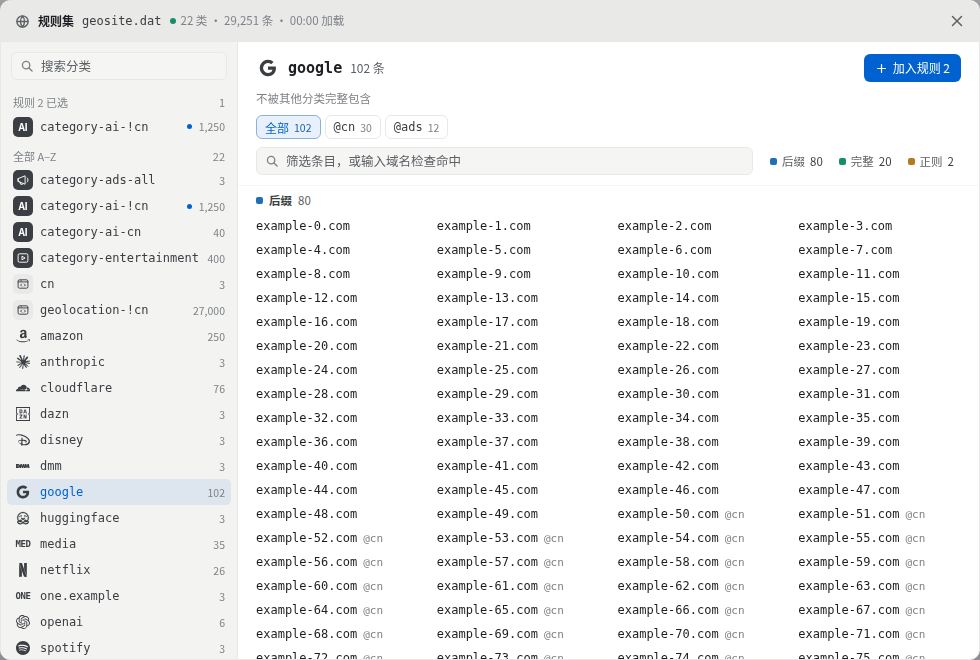 规则集 geosite.dat 22 类 • 29,251 条 • 00:00 加载
搜索分类
规则 2 已选 1
AI category-ai-!cn 1,250
全部 A–Z 22
category-ads-all 3
AI category-ai-!cn 1,250
AI category-ai-cn 40
category-entertainment 400
cn 3
geolocation-!cn 27,000
amazon 250
anthropic 3
cloudflare 76
DAZN dazn 3
disney 3
dmm 3
google 102
huggingface 3
MED media 35
netflix 26
ONE one.example 3
openai 6
spotify 3
google 102 条
加入规则 2
不被其他分类完整包含
全部 102 @cn 30 @ads 12
筛选条目，或输入域名检查命中
后缀 80 完整 20 正则 2
后缀 80
example-0.com example-1.com example-2.com example-3.com
example-4.com example-5.com example-6.com example-7.com
example-8.com example-9.com example-10.com example-11.com
example-12.com example-13.com example-14.com example-15.com
example-16.com example-17.com example-18.com example-19.com
example-20.com example-21.com example-22.com example-23.com
example-24.com example-25.com example-26.com example-27.com
example-28.com example-29.com example-30.com example-31.com
example-32.com example-33.com example-34.com example-35.com
example-36.com example-37.com example-38.com example-39.com
example-40.com example-41.com example-42.com example-43.com
example-44.com example-45.com example-46.com example-47.com
example-48.com example-49.com example-50.com @cn example-51.com @cn
example-52.com @cn example-53.com @cn example-54.com @cn example-55.com @cn
example-56.com @cn example-57.com @cn example-58.com @cn example-59.com @cn
example-60.com @cn example-61.com @cn example-62.com @cn example-63.com @cn
example-64.com @cn example-65.com @cn example-66.com @cn example-67.com @cn
example-68.com @cn example-69.com @cn example-70.com @cn example-71.com @cn
example-72.com @cn example-73.com @cn example-74.com @cn example-75.com @cn